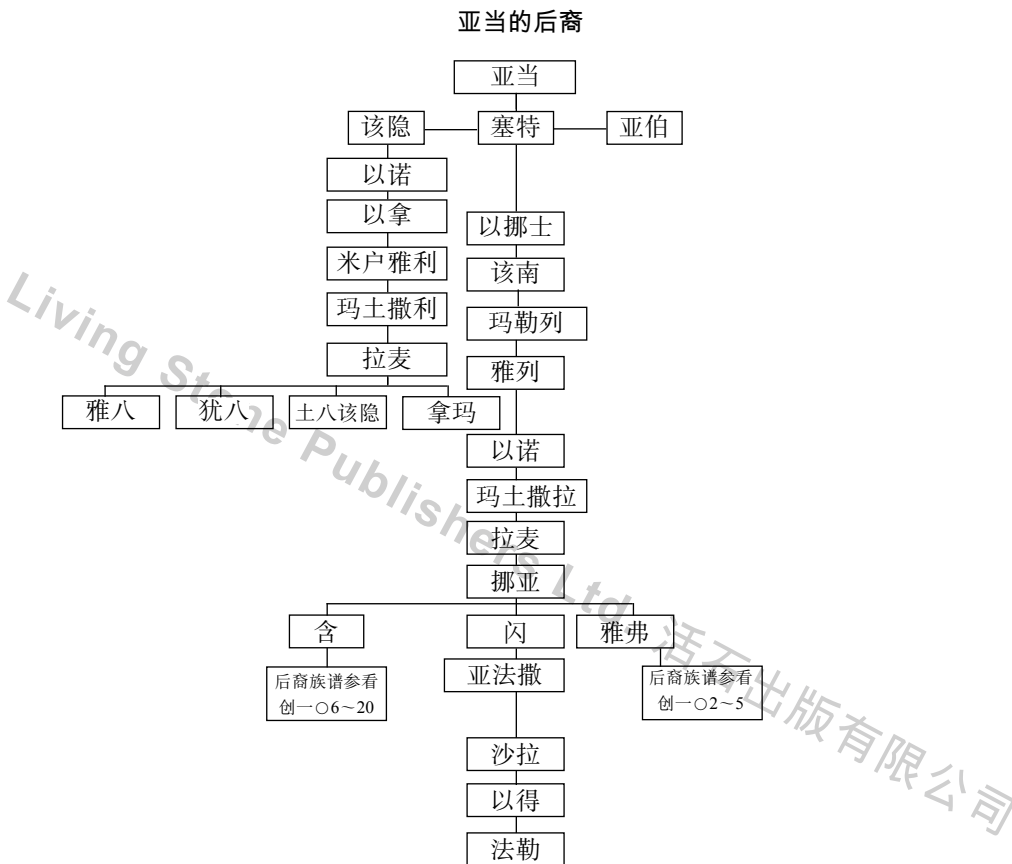 亚当的后裔
亚当
该隐
塞特
亚伯
以诺
以拿
米户雅利
玛土撒利
拉麦
雅八
犹八
土八该隐
拿玛
以挪士
该南
玛勒列
雅列
以诺
玛土撒拉
拉麦
挪亚
含
闪
雅弗
后裔族谱参看
创一○6～20
亚法撒
后裔族谱参看
创一○2～5
沙拉
以得
法勒
Living Stone Publishers Ltd. 活石出版有限公司